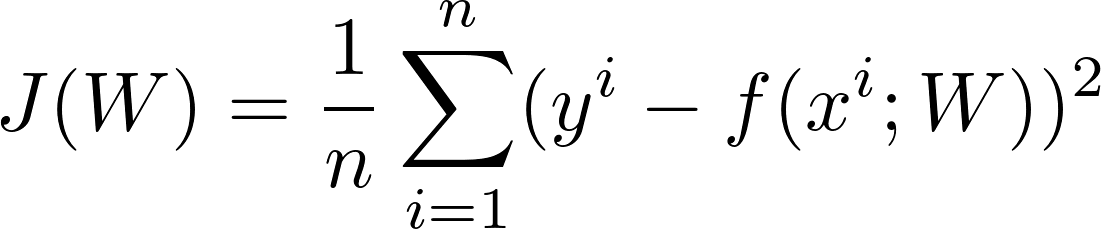 J(W) = \frac{1}{n} \sum_{i=1}^{n} (y^i - f(x^i; W))^2